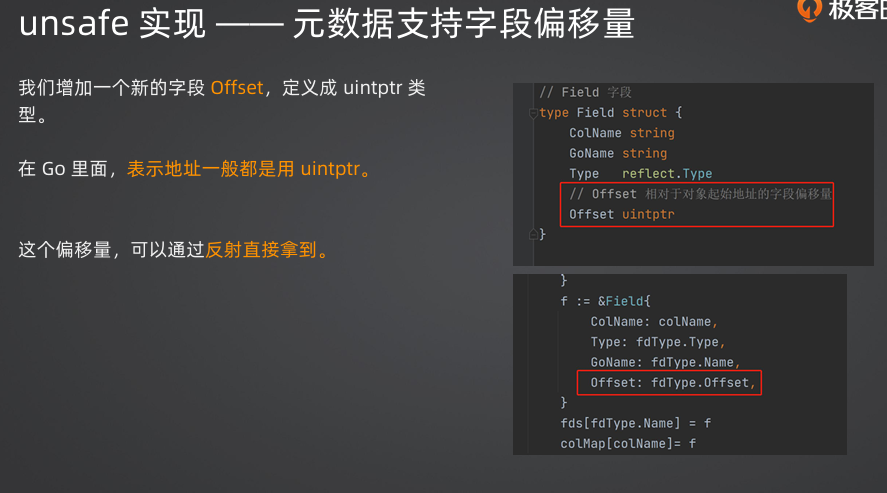 unsafe 实现 —— 元数据支持字段偏移量
极客
我们增加一个新的字段 Offset，定义成 uintptr 类
型。
在 Go 里面，表示地址一般都是用 uintptr。
这个偏移量，可以通过反射直接拿到。
// Field 字段
type Field struct {
ColName string
GoName string
Type reflect.Type
// Offset 相对于对象起始地址的字段偏移量
Offset uintptr
}
}
f := &Field{
ColName: colName,
Type: fdType.Type,
GoName: fdType.Name,
Offset: fdType.Offset,
}
fds[fdType.Name] = f
colMap[colName]= f